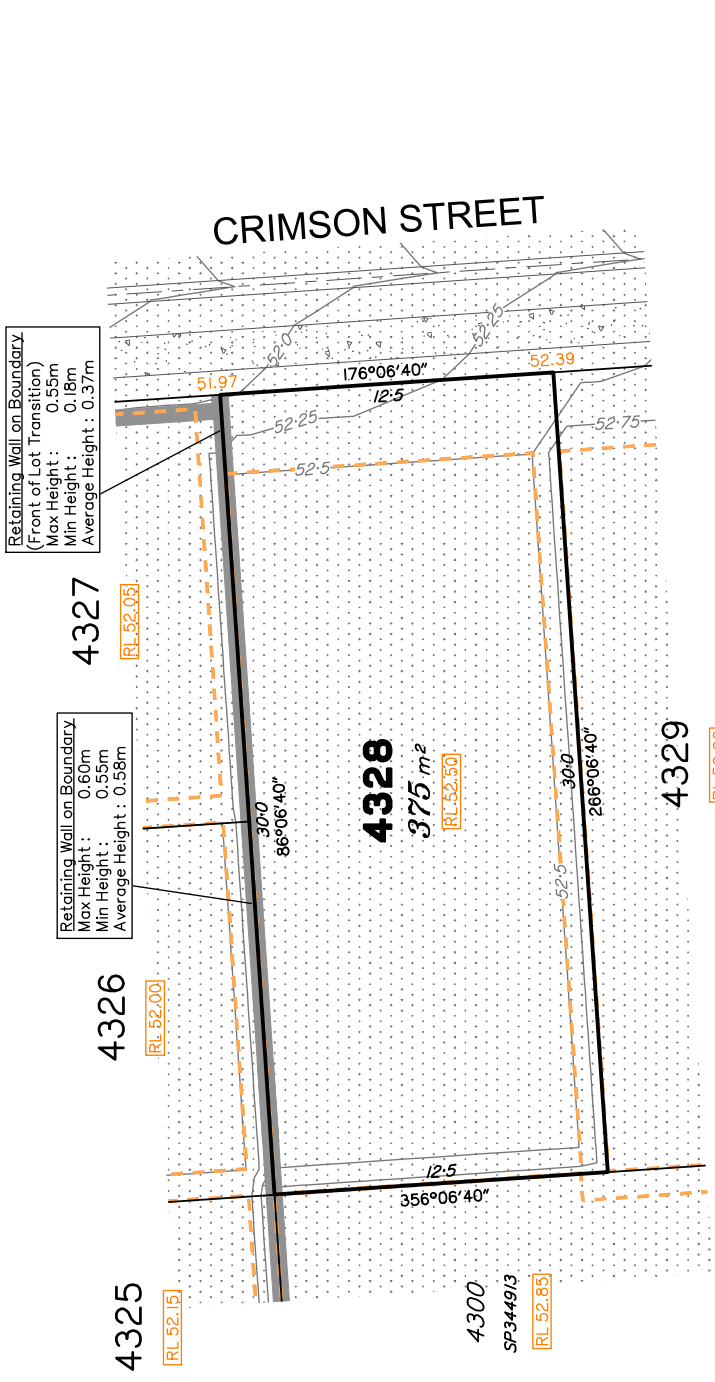 CRIMSON STREET
Retaining Wall on Boundary
(Front of Lot Transition)
Max Height : 0.55m
Min Height : 0.18m
Average Height : 0.37m
51.97
176°06'40"
12·5
52.39
52·0
52·25
52·25
52·5
52·75
4327
RL 52.05
Retaining Wall on Boundary
Max Height : 0.60m
Min Height : 0.55m
Average Height : 0.58m
30·0
86°06'40"
4328
375 m²
RL 52.50
30·0
266°06'40"
4329
52·5
4326
RL 52.00
12·5
356°06'40"
4325
RL 52.15
4300
SP344913
RL 52.85